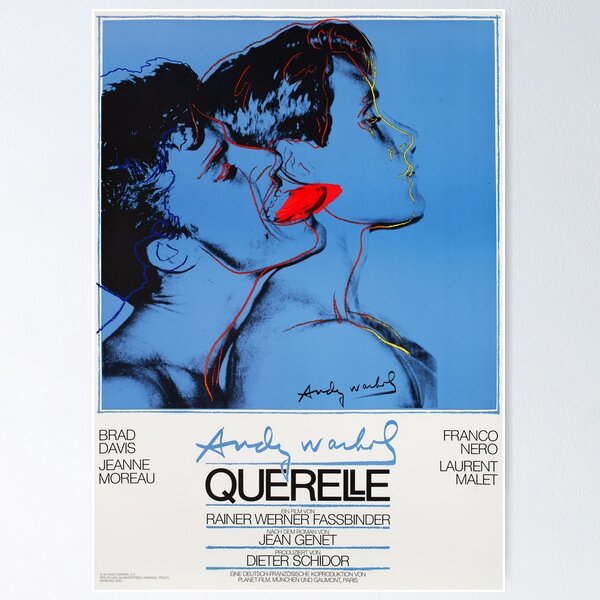 Andy Warhol
BRAD
DAVIS
JEANNE
MOREAU
Andy Warhol
FRANCO
NERO
LAURENT
MALET
QUERELLE
EIN FILM VON
RAINER WERNER FASSBINDER
NACH DEM ROMAN VON
JEAN GENET
PRODUZIERT VON
DIETER SCHIDOR
EINE DEUTSCH-FRANZÖSISCHE KOPRODUKTION VON
PLANET-FILM, MÜNCHEN UND GAUMONT, PARIS